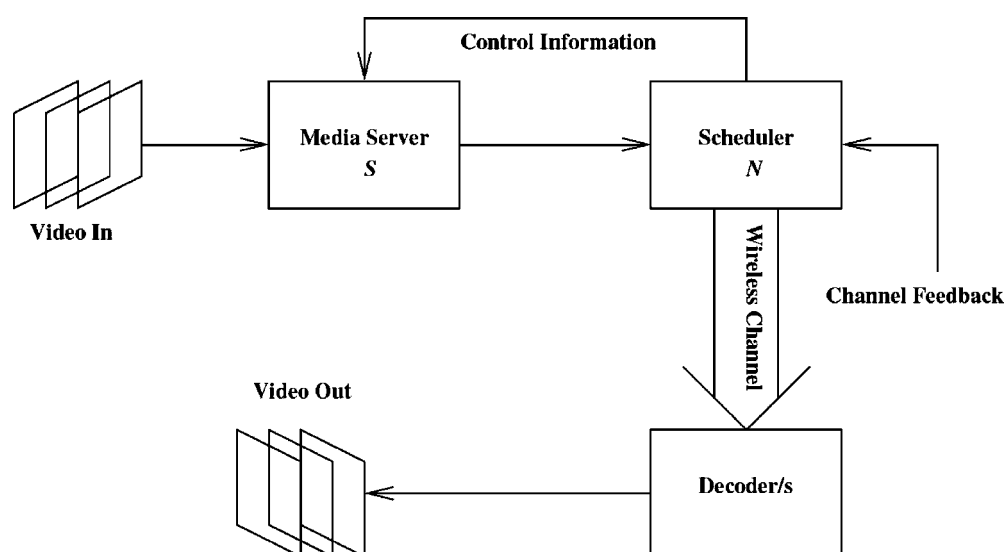 Control Information
Media Server
S
Scheduler
N
Video In
Wireless Channel
Channel Feedback
Video Out
Decoder/s